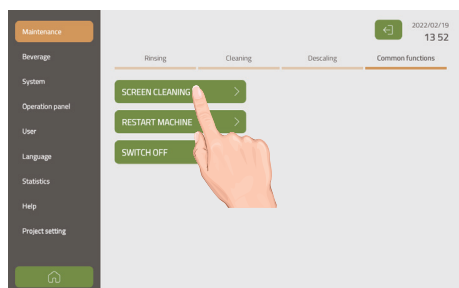 Maintenance
2022/02/19
13 52
Beverage
Rinsing
Cleaning
Descaling
Common functions
System
SCREEN CLEANING
Operation panel
RESTART MACHINE
User
SWITCH OFF
Language
Statistics
Help
Project setting